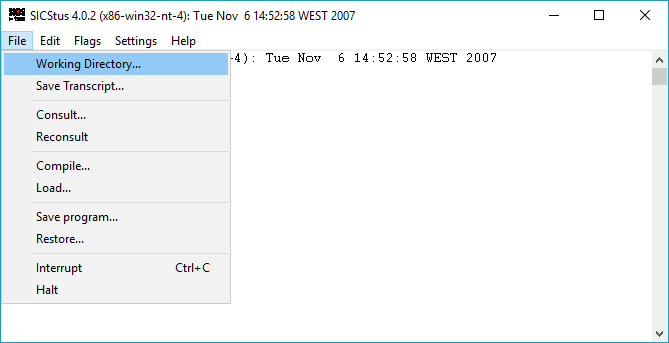 SICStus 4.0.2 (x86-win32-nt-4): Tue Nov 6 14:52:58 WEST 2007
File Edit Flags Settings Help
-4): Tue Nov  6 14:52:58 WEST 2007
Working Directory...
Save Transcript...
Consult...
Reconsult
Compile...
Load...
Save program...
Restore...
Interrupt Ctrl+C
Halt